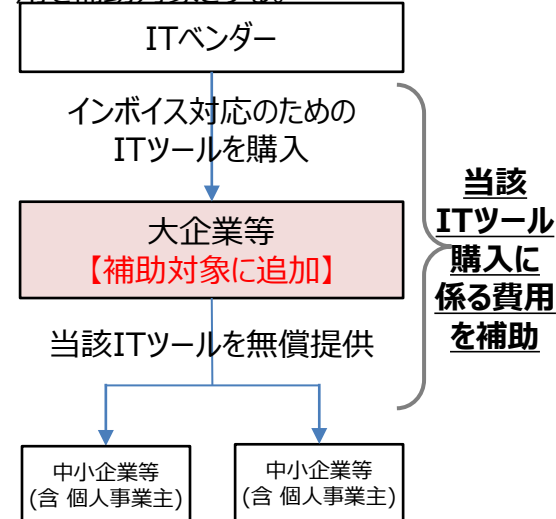 ITベンダー
インボイス対応のための
ITツールを購入
大企業等
【補助対象に追加】
当該ITツールを無償提供
中小企業等
(含 個人事業主)
中小企業等
(含 個人事業主)
当該
ITツール
購入に
係る費用
を補助